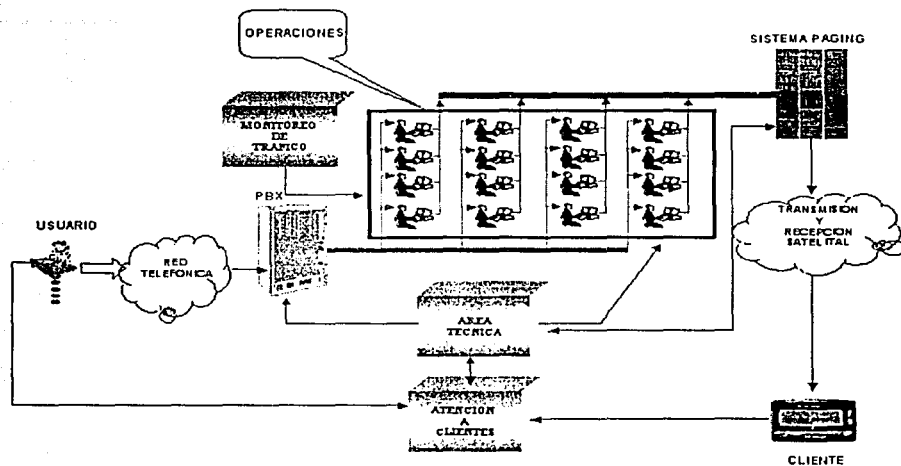 OPERACIONES
SISTEMA PAGING
MONITOREO
DE
TRAFICO
PBX
USUARIO
RED
TELEFONICA
TRANSMISION
Y
RECEPCION
SATELITAL
AREA
TECNICA
ATENCION
A
CLIENTES
CLIENTE